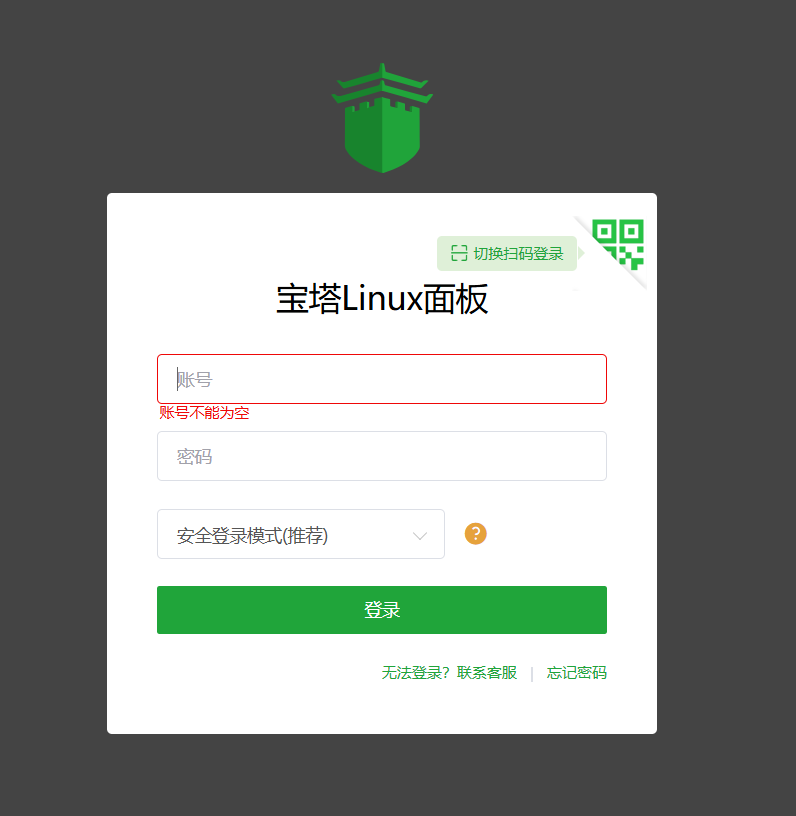 切换扫码登录
宝塔Linux面板
账号
账号不能为空
密码
安全登录模式(推荐)
?
登录
无法登录? 联系客服 | 忘记密码